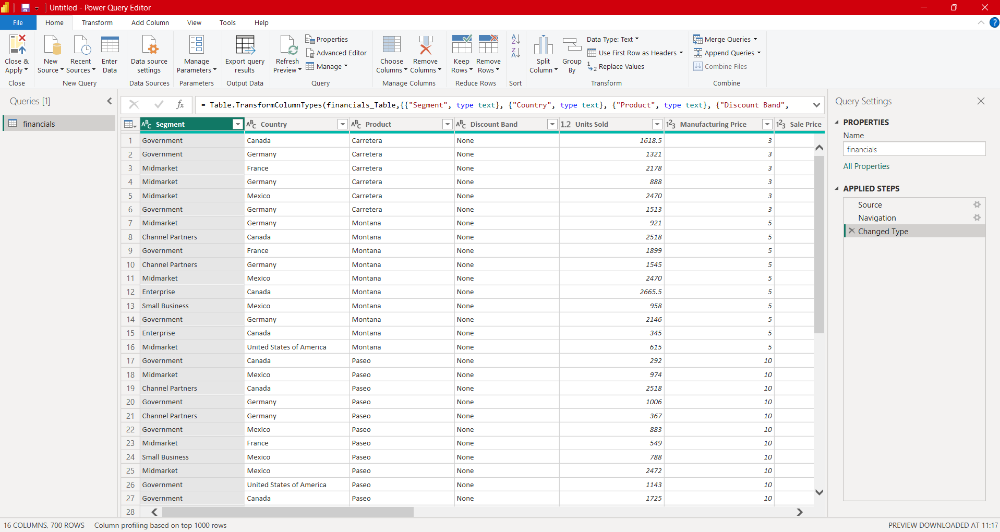 Untitled - Power Query Editor
File Home Transform Add Column View Tools Help
Close & Apply
Close
New Source
Recent Sources
Enter Data
New Query
Data source settings
Data Sources
Manage Parameters
Parameters
Export query results
Output Data
Refresh Preview
Properties
Advanced Editor
Manage
Query
Choose Columns
Remove Columns
Manage Columns
Keep Rows
Remove Rows
Reduce Rows
Sort
Split Column
Group By
Data Type: Text
Use First Row as Headers
Replace Values
Transform
Merge Queries
Append Queries
Combine Files
Combine
Queries [1]
financials
fx
= Table.TransformColumnTypes(financials_Table,{{"Segment", type text}, {"Country", type text}, {"Product", type text}, {"Discount Band",
ABC Segment ABC Country ABC Product ABC Discount Band 1.2 Units Sold 123 Manufacturing Price 123 Sale Price
1 Government Canada Carretera None 1618.5 3
2 Government Germany Carretera None 1321 3
3 Midmarket France Carretera None 2178 3
4 Midmarket Germany Carretera None 888 3
5 Midmarket Mexico Carretera None 2470 3
6 Government Germany Carretera None 1513 3
7 Midmarket Germany Montana None 921 5
8 Channel Partners Canada Montana None 2518 5
9 Government France Montana None 1899 5
10 Channel Partners Germany Montana None 1545 5
11 Midmarket Mexico Montana None 2470 5
12 Enterprise Canada Montana None 2665.5 5
13 Small Business Mexico Montana None 958 5
14 Government Germany Montana None 2146 5
15 Enterprise Canada Montana None 345 5
16 Midmarket United States of America Montana None 615 5
17 Government Canada Paseo None 292 10
18 Midmarket Mexico Paseo None 974 10
19 Channel Partners Canada Paseo None 2518 10
20 Government Germany Paseo None 1006 10
21 Channel Partners Germany Paseo None 367 10
22 Government Mexico Paseo None 883 10
23 Midmarket France Paseo None 549 10
24 Small Business Mexico Paseo None 788 10
25 Midmarket Mexico Paseo None 2472 10
26 Government United States of America Paseo None 1143 10
27 Government Canada Paseo None 1725 10
28
Query Settings
PROPERTIES
Name
financials
All Properties
APPLIED STEPS
Source
Navigation
Changed Type
16 COLUMNS, 700 ROWS Column profiling based on top 1000 rows
PREVIEW DOWNLOADED AT 11:17